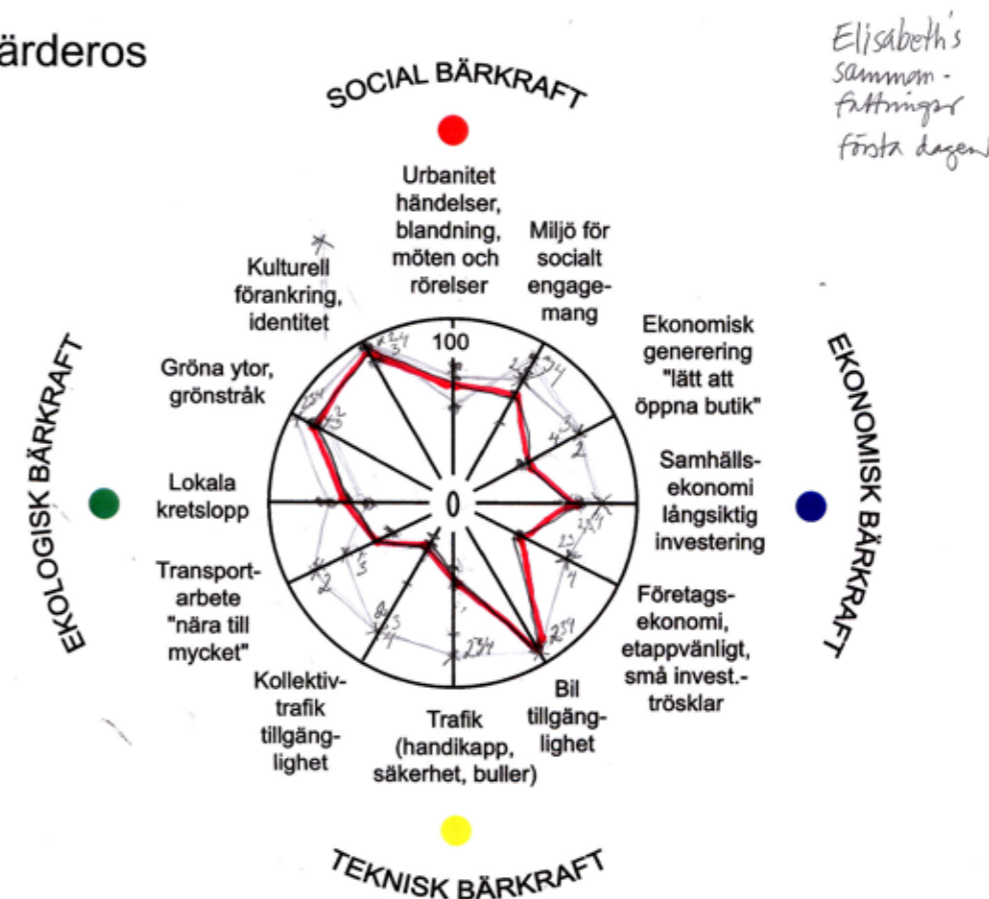 ärderos
Elisabeth's
samman-
fattningar
första dagen
SOCIAL BÄRKRAFT
Urbanitet
händelser,
blandning,
möten och
rörelser
Miljö för
socialt
engage-
mang
Kulturell
förankring,
identitet
Ekonomisk
generering
"lätt att
öppna butik"
Gröna ytor,
grönstråk
100
EKOLOGISK BÄRKRAFT
EKONOMISK BÄRKRAFT
Lokala
kretslopp
0
Samhälls-
ekonomi
långsiktig
investering
Transport-
arbete
"nära till
mycket"
Företags-
ekonomi,
etappvänligt,
små invest.-
trösklar
Kollektiv-
trafik
tillgäng-
lighet
Trafik
(handikapp,
säkerhet, buller)
Bil
tillgäng-
lighet
234
TEKNISK BÄRKRAFT